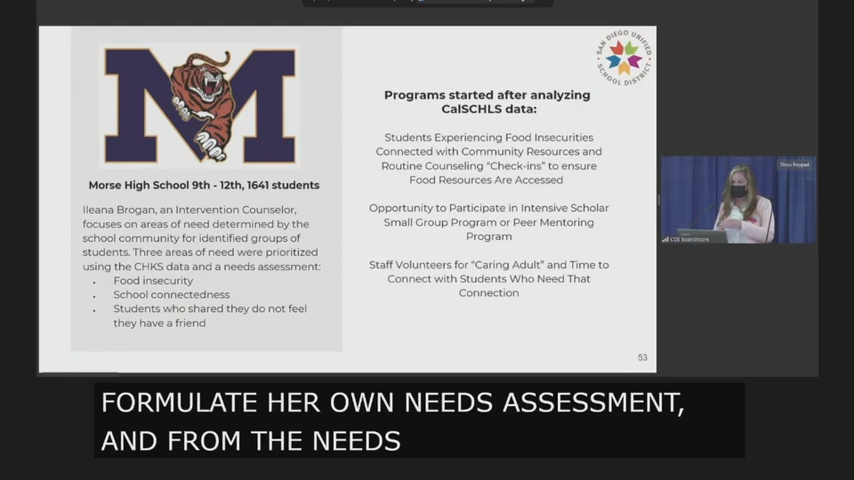 M
SAN DIEGO UNIFIED
SCHOOL DISTRICT
Morse High School 9th - 12th, 1641 students
Ileana Brogan, an Intervention Counselor,
focuses on areas of need determined by the
school community for identified groups of
students. Three areas of need were prioritized
using the CHKS data and a needs assessment:
• Food insecurity
• School connectedness
• Students who shared they do not feel
they have a friend
Programs started after analyzing
CalSCHLS data:
Students Experiencing Food Insecurities
Connected with Community Resources and
Routine Counseling “Check-ins” to ensure
Food Resources Are Accessed
Opportunity to Participate in Intensive Scholar
Small Group Program or Peer Mentoring
Program
Staff Volunteers for “Caring Adult” and Time to
Connect with Students Who Need That
Connection
53
Show Keypad
CDE Boardroom
FORMULATE HER OWN NEEDS ASSESSMENT,
AND FROM THE NEEDS